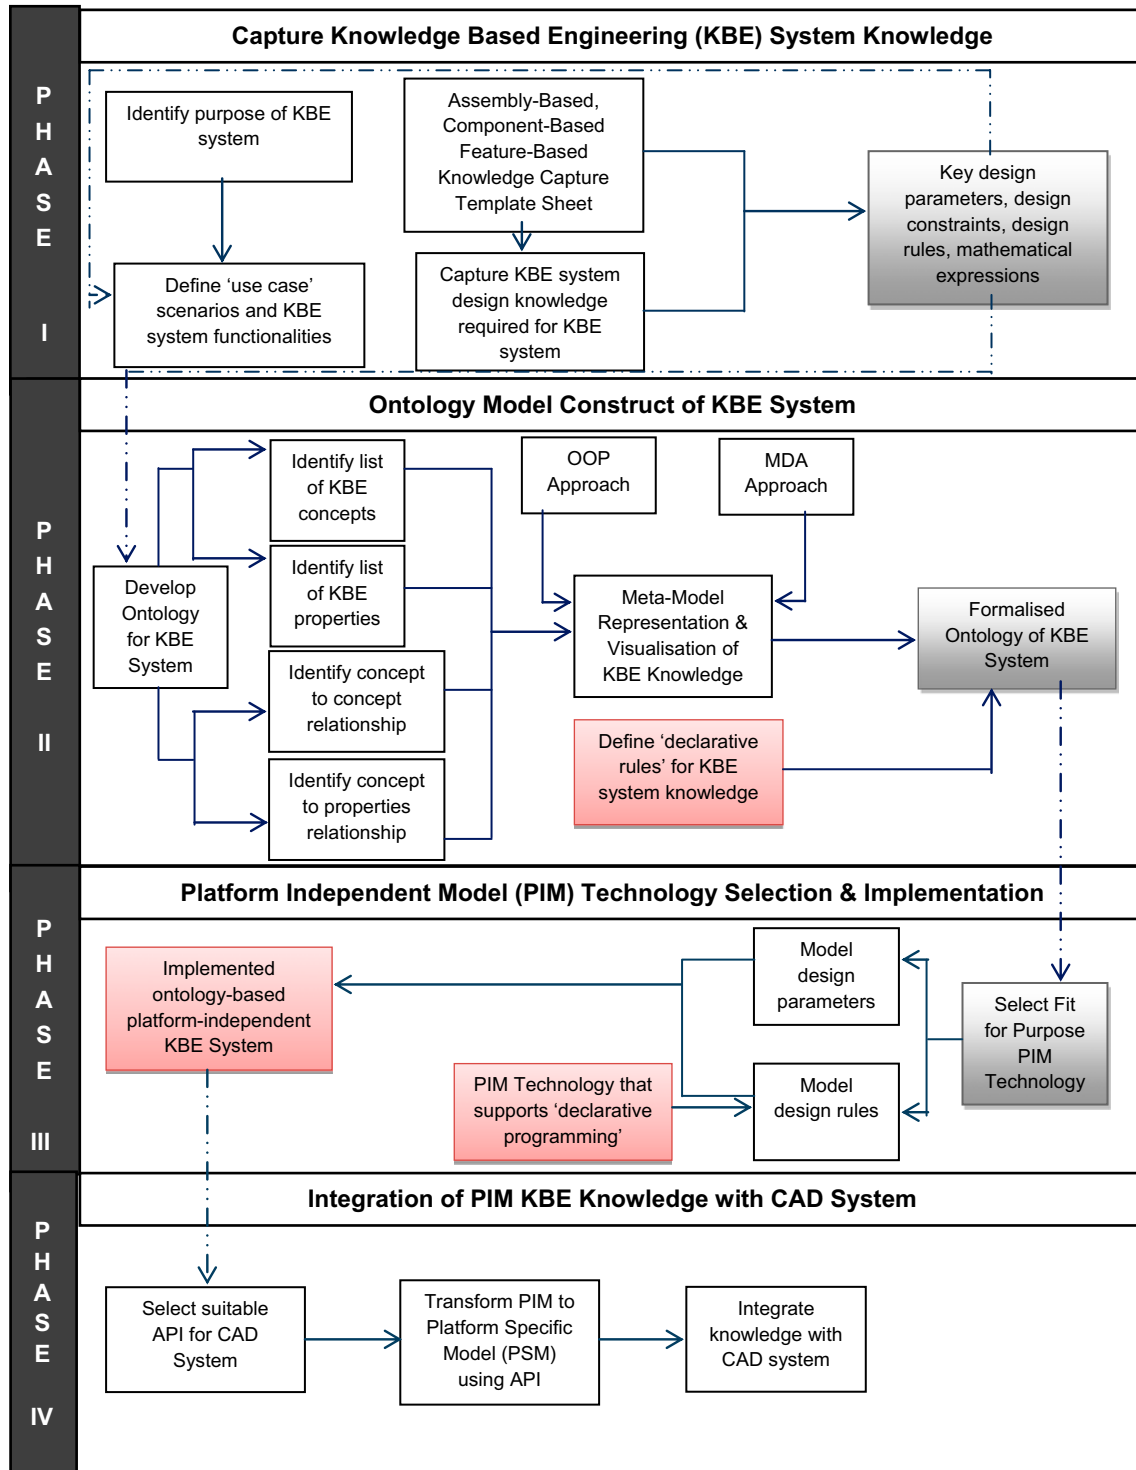 PHASE I
Capture Knowledge Based Engineering (KBE) System Knowledge
Identify purpose of KBE
system
Assembly-Based,
Component-Based
Feature-Based
Knowledge Capture
Template Sheet
Key design
parameters, design
constraints, design
rules, mathematical
expressions
Define ‘use case’
scenarios and KBE
system functionalities
Capture KBE system
design knowledge
required for KBE
system
PHASE II
Ontology Model Construct of KBE System
Identify list
of KBE
concepts
OOP
Approach
MDA
Approach
Identify list
of KBE
properties
Develop
Ontology
for KBE
System
Meta-Model
Representation &
Visualisation of
KBE Knowledge
Formalised
Ontology of KBE
System
Identify concept
to concept
relationship
Define ‘declarative
rules’ for KBE
system knowledge
Identify concept
to properties
relationship
PHASE III
Platform Independent Model (PIM) Technology Selection & Implementation
Implemented
ontology-based
platform-independent
KBE System
Model
design
parameters
Select Fit
for Purpose
PIM
Technology
PIM Technology that
supports ‘declarative
programming’
Model
design rules
PHASE IV
Integration of PIM KBE Knowledge with CAD System
Select suitable
API for CAD
System
Transform PIM to
Platform Specific
Model (PSM)
using API
Integrate
knowledge with
CAD system